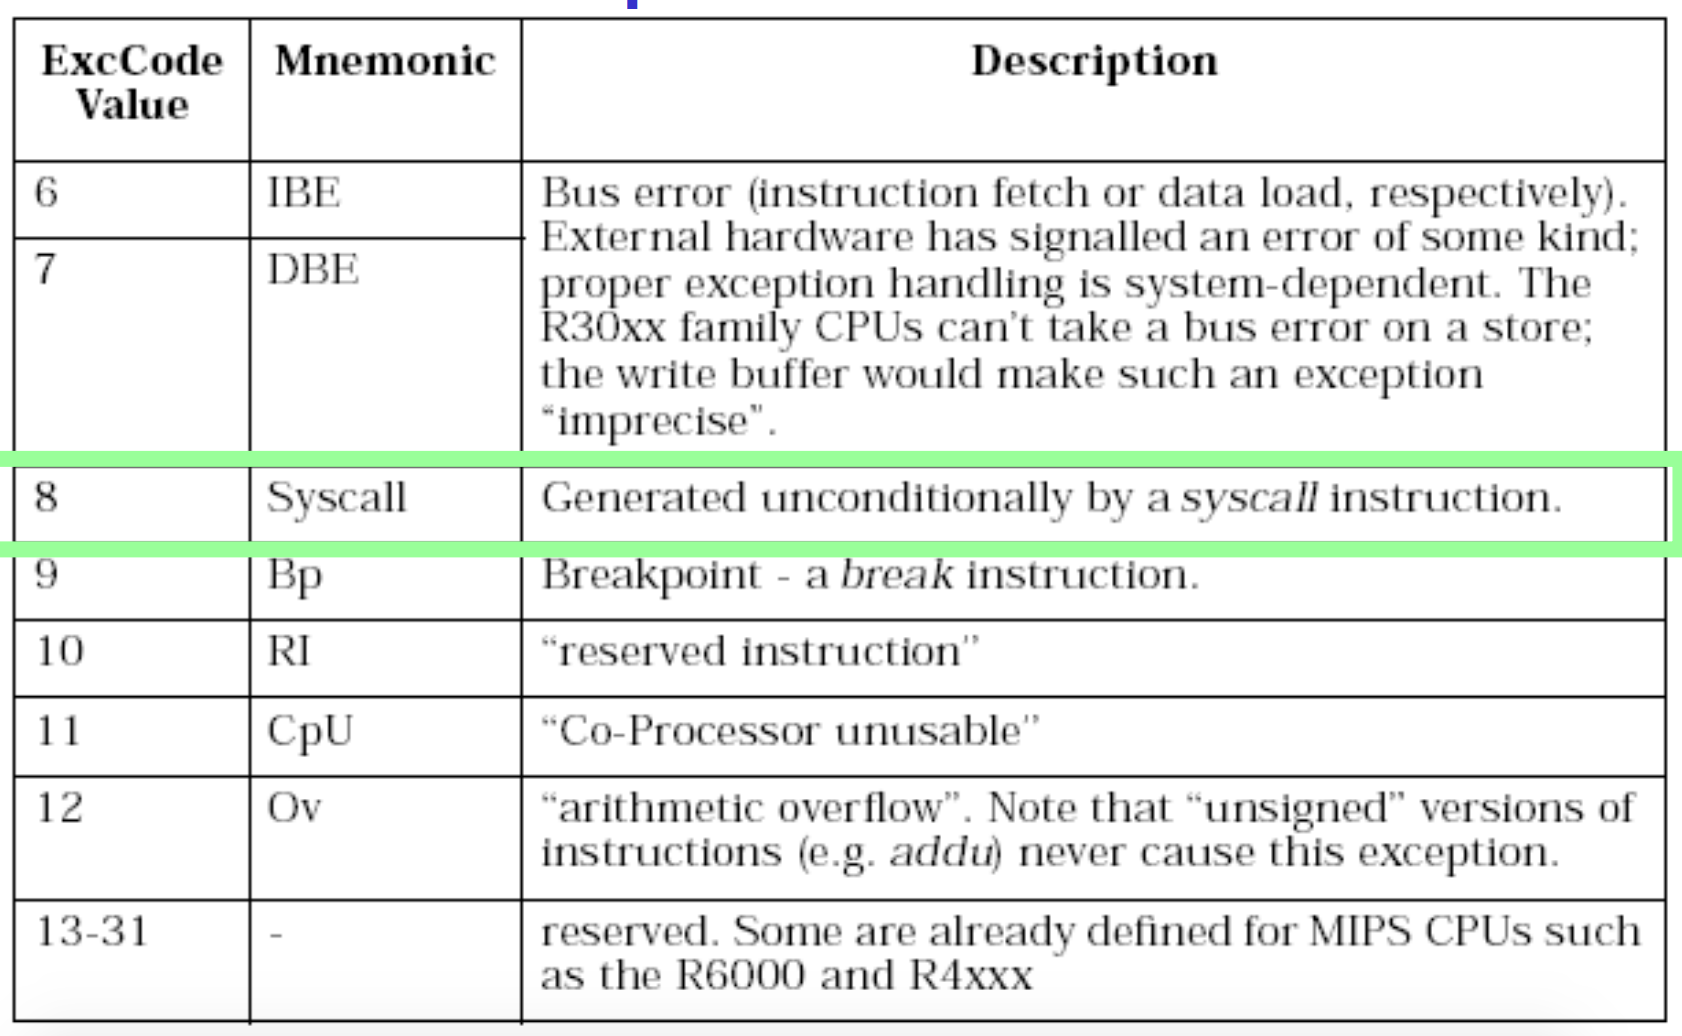 ExcCode Value
Mnemonic
Description
6
IBE
Bus error (instruction fetch or data load, respectively).
External hardware has signalled an error of some kind;
7
DBE
proper exception handling is system-dependent. The
R30xx family CPUs can't take a bus error on a store;
the write buffer would make such an exception
“imprecise”.
8
Syscall
Generated unconditionally by a syscall instruction.
9
Bp
Breakpoint - a break instruction.
10
RI
“reserved instruction”
11
CpU
“Co-Processor unusable”
12
Ov
“arithmetic overflow”. Note that “unsigned” versions of
instructions (e.g. addu) never cause this exception.
13-31
-
reserved. Some are already defined for MIPS CPUs such
as the R6000 and R4xxx